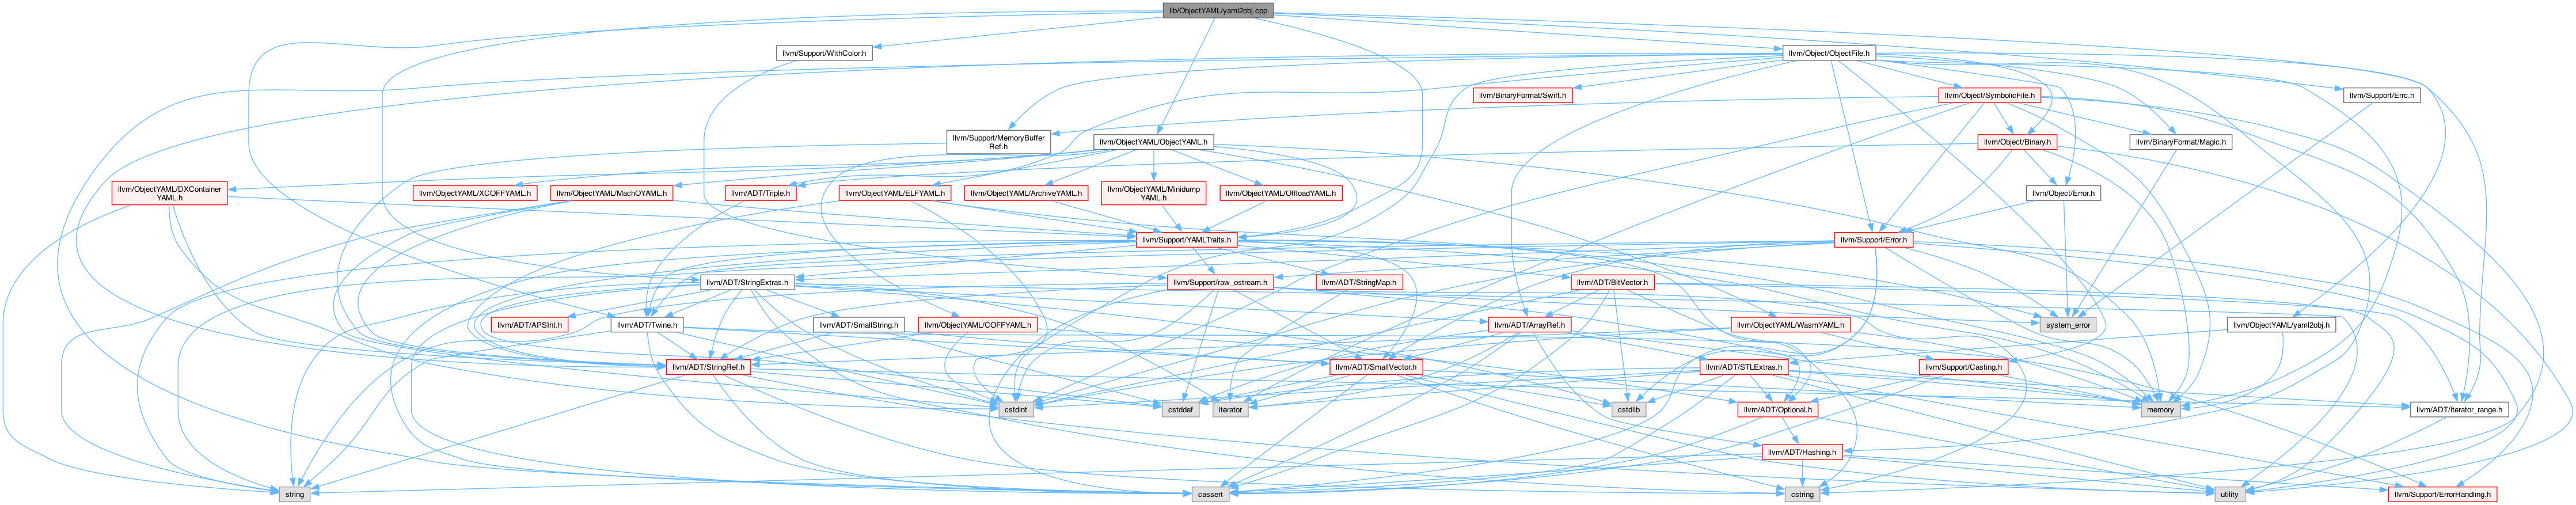 lib/ObjectYAML/yaml2obj.cpp
llvm/Support/WithColor.h
llvm/Object/ObjectFile.h
llvm/BinaryFormat/Swift.h
llvm/Object/SymbolicFile.h
llvm/Support/Errc.h
llvm/Support/MemoryBuffer
Ref.h
llvm/ObjectYAML/ObjectYAML.h
llvm/Object/Binary.h
llvm/BinaryFormat/Magic.h
llvm/ObjectYAML/DXContainer
YAML.h
llvm/ObjectYAML/XCOFFYAML.h
llvm/ObjectYAML/MachOYAML.h
llvm/ADT/Triple.h
llvm/ObjectYAML/ELFYAML.h
llvm/ObjectYAML/ArchiveYAML.h
llvm/ObjectYAML/Minidump
YAML.h
llvm/ObjectYAML/OffloadYAML.h
llvm/Object/Error.h
llvm/Support/YAMLTraits.h
llvm/Support/Error.h
llvm/ADT/StringExtras.h
llvm/Support/raw_ostream.h
llvm/ADT/StringMap.h
llvm/ADT/BitVector.h
llvm/ADT/APSInt.h
llvm/ADT/Twine.h
llvm/ADT/SmallString.h
llvm/ObjectYAML/COFFYAML.h
llvm/ADT/ArrayRef.h
llvm/ObjectYAML/WasmYAML.h
system_error
llvm/ObjectYAML/yaml2obj.h
llvm/ADT/StringRef.h
llvm/ADT/SmallVector.h
llvm/ADT/STLExtras.h
llvm/Support/Casting.h
cstdint
cstddef
iterator
cstdlib
llvm/ADT/Optional.h
memory
llvm/ADT/iterator_range.h
llvm/ADT/Hashing.h
string
cassert
cstring
utility
llvm/Support/ErrorHandling.h